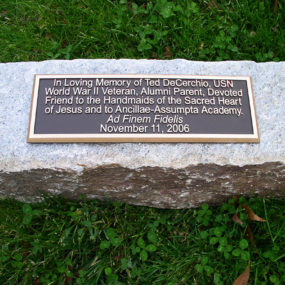 In Loving Memory of Ted DeCerchio, USN
World War II Veteran, Alumni Parent, Devoted
Friend to the Handmaids of the Sacred Heart
of Jesus and to Ancillae-Assumpta Academy.
Ad Finem Fidelis
November 11, 2006